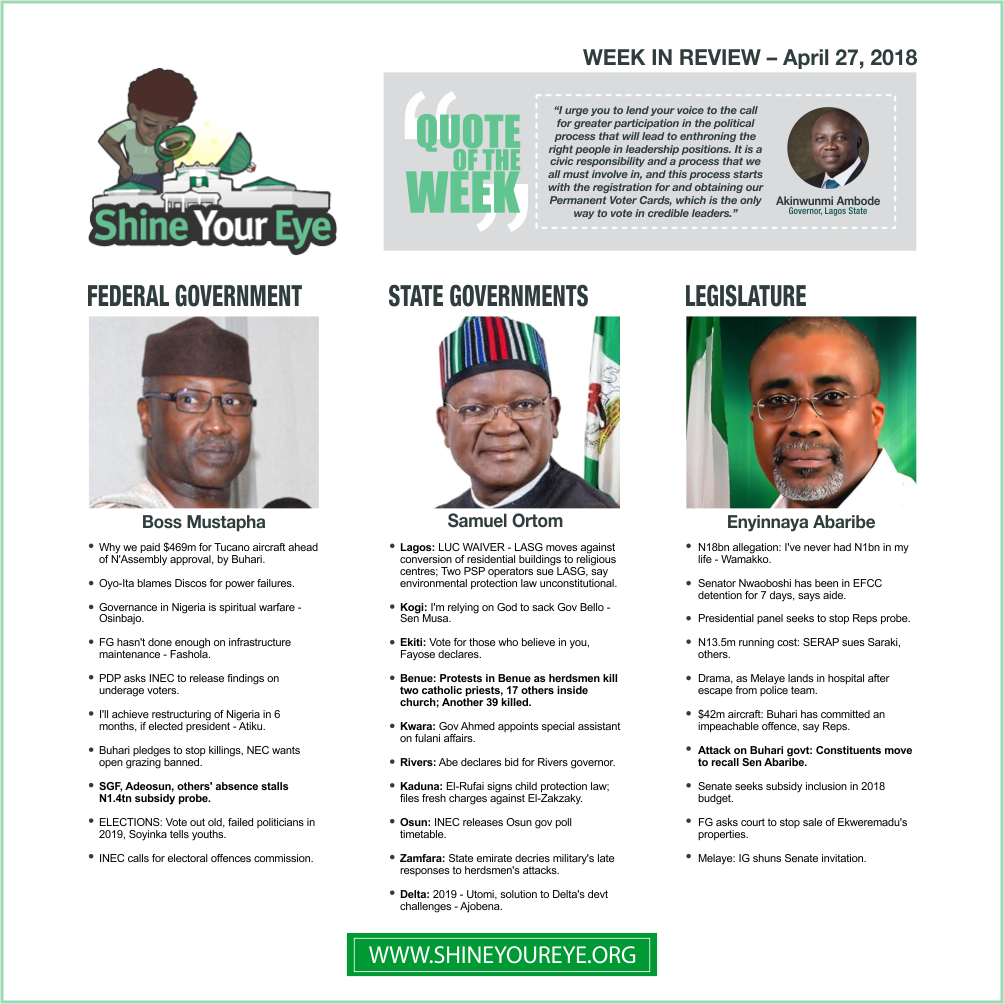 WEEK IN REVIEW – April 27, 2018
Shine Your Eye
“
QUOTE
OF THE
WEEK
”
“I urge you to lend your voice to the call
for greater participation in the political
process that will lead to enthroning the
right people in leadership positions. It is a
civic responsibility and a process that we
all must involve in, and this process starts
with the registration for and obtaining our
Permanent Voter Cards, which is the only
way to vote in credible leaders.”
Akinwunmi Ambode
Governor, Lagos State
FEDERAL GOVERNMENT
Boss Mustapha
• Why we paid $469m for Tucano aircraft ahead
of N'Assembly approval, by Buhari.
• Oyo-Ita blames Discos for power failures.
• Governance in Nigeria is spiritual warfare -
Osinbajo.
• FG hasn't done enough on infrastructure
maintenance - Fashola.
• PDP asks INEC to release findings on
underage voters.
• I'll achieve restructuring of Nigeria in 6
months, if elected president - Atiku.
• Buhari pledges to stop killings, NEC wants
open grazing banned.
• SGF, Adeosun, others' absence stalls
N1.4tn subsidy probe.
• ELECTIONS: Vote out old, failed politicians in
2019, Soyinka tells youths.
• INEC calls for electoral offences commission.
STATE GOVERNMENTS
Samuel Ortom
• Lagos: LUC WAIVER - LASG moves against
conversion of residential buildings to religious
centres; Two PSP operators sue LASG, say
environmental protection law unconstitutional.
• Kogi: I'm relying on God to sack Gov Bello -
Sen Musa.
• Ekiti: Vote for those who believe in you,
Fayose declares.
• Benue: Protests in Benue as herdsmen kill
two catholic priests, 17 others inside
church; Another 39 killed.
• Kwara: Gov Ahmed appoints special assistant
on fulani affairs.
• Rivers: Abe declares bid for Rivers governor.
• Kaduna: El-Rufai signs child protection law;
files fresh charges against El-Zakzaky.
• Osun: INEC releases Osun gov poll
timetable.
• Zamfara: State emirate decries military's late
responses to herdsmen's attacks.
• Delta: 2019 - Utomi, solution to Delta's devt
challenges - Ajobena.
LEGISLATURE
Enyinnaya Abaribe
• N18bn allegation: I've never had N1bn in my
life - Wamakko.
• Senator Nwaoboshi has been in EFCC
detention for 7 days, says aide.
• Presidential panel seeks to stop Reps probe.
• N13.5m running cost: SERAP sues Saraki,
others.
• Drama, as Melaye lands in hospital after
escape from police team.
• $42m aircraft: Buhari has committed an
impeachable offence, say Reps.
• Attack on Buhari govt: Constituents move
to recall Sen Abaribe.
• Senate seeks subsidy inclusion in 2018
budget.
• FG asks court to stop sale of Ekweremadu's
properties.
• Melaye: IG shuns Senate invitation.
WWW.SHINEYOUREYE.ORG